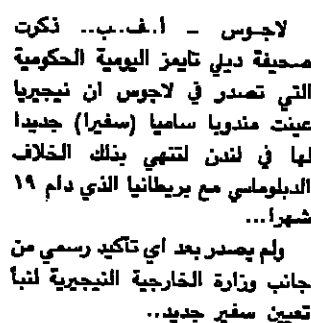 لاجوس - أ.ف.ب.. ذكرت
صحيفة ديلي تايمز اليومية الحكومية
التي تصدر في لاجوس ان نيجيريا
عينت مندوبا ساميا (سفيرا) جديدا
لها في لندن لتنهي بذلك الخلاف
الدبلوماسي مع بريطانيا الذي دام ١٩
شهرا...
ولم يصدر بعد اي تأكيد رسمي من
جانب وزارة الخارجية النيجيرية لنبأ
تعيين سفير جديد..